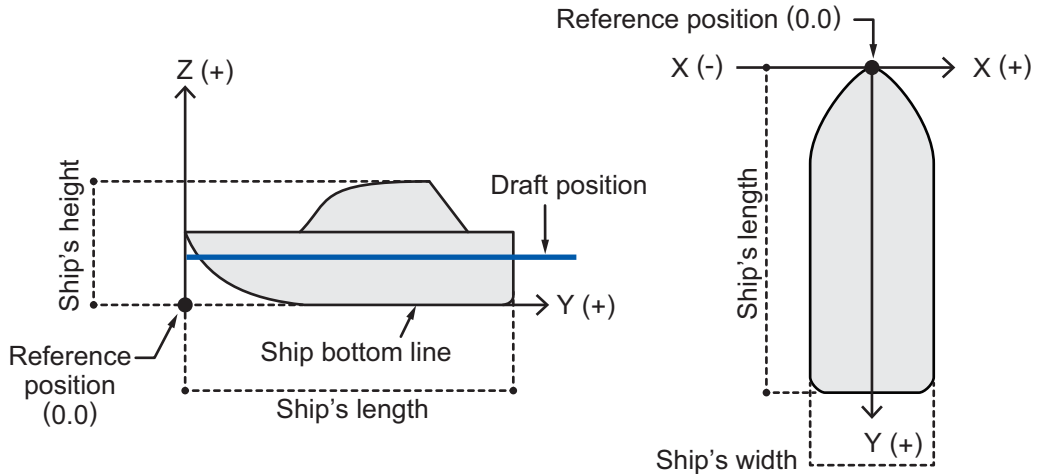 Reference position (0.0)
Z (+)
X (-)
X (+)
Ship's height
Draft position
Ship's length
Y (+)
Reference
position
(0.0)
Ship bottom line
Ship's length
Y (+)
Ship's width